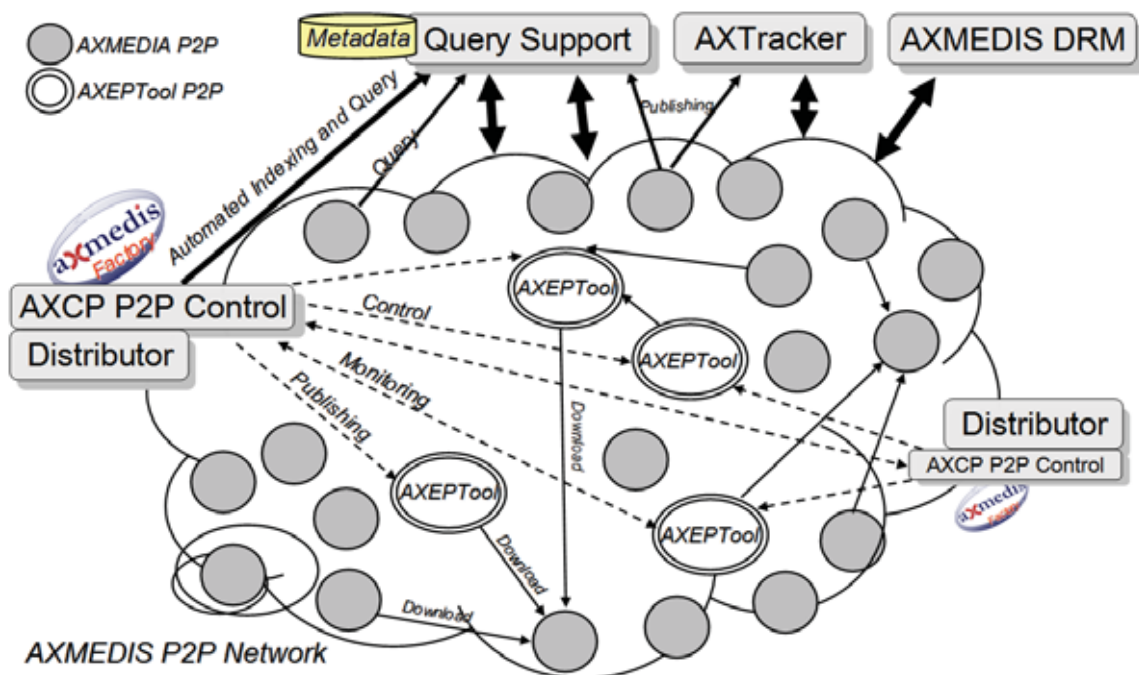 AXMEDIA P2P
AXEPTool P2P
Metadata
Query Support
AXTracker
AXMEDIS DRM
Automated Indexing and Query
Query
Publishing
aXmedis
Factory
AXCP P2P Control
Distributor
AXEPTool
Control
AXEPTool
Monitoring
Publishing
Download
Distributor
AXCP P2P Control
aXmedis
Factory
AXEPTool
AXEPTool
Download
Download
AXMEDIS P2P Network